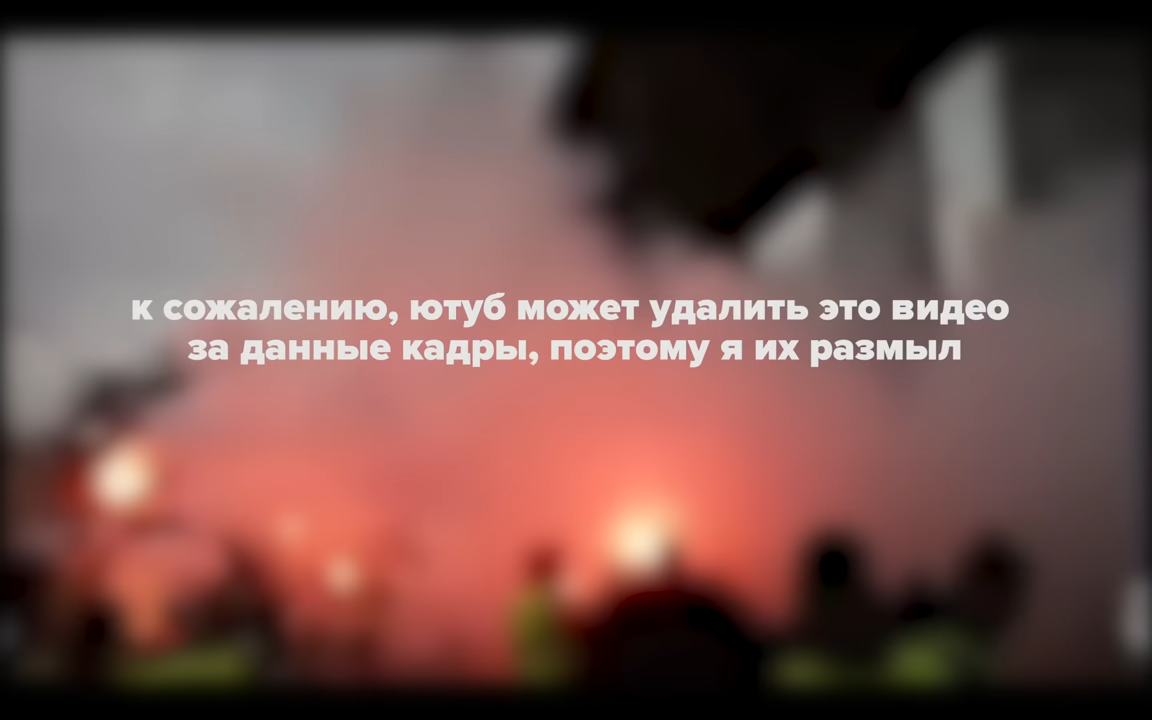 к сожалению, ютуб может удалить это видео
за данные кадры, поэтому я их размыл